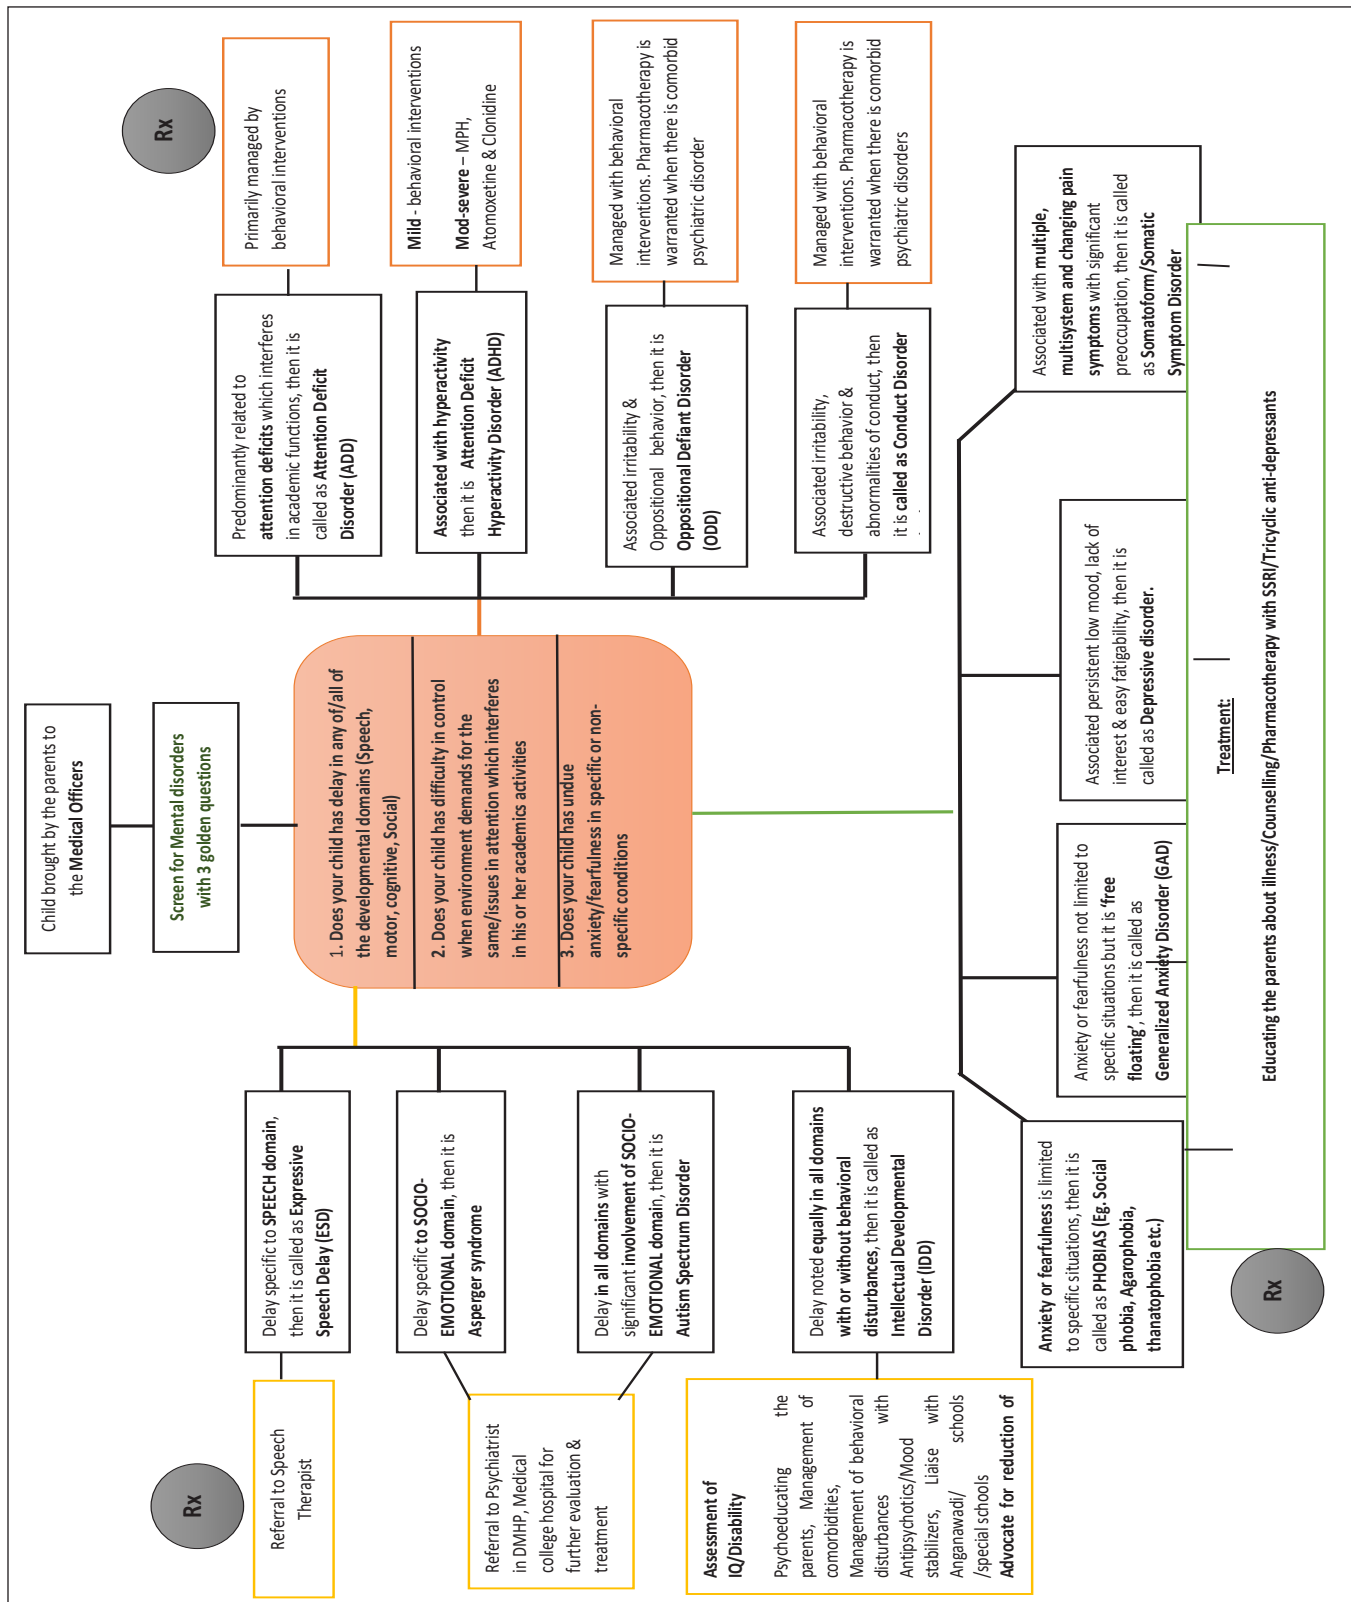 Child brought by the parents to
the Medical Officers
Screen for Mental disorders
with 3 golden questions
1. Does your child has delay in any of/all of
the developmental domains (Speech,
motor, cognitive, Social)
2. Does your child has difficulty in control
when environment demands for the
same/issues in attention which interferes
in his or her academics activities
3. Does your child has undue
anxiety/fearfulness in specific or non-
specific conditions
Rx
Referral to Speech
Therapist
Delay specific to SPEECH domain,
then it is called as Expressive
Speech Delay (ESD)
Referral to Psychiatrist
in DMHP, Medical
college hospital for
further evaluation &
treatment
Delay specific to SOCIO-
EMOTIONAL domain, then it is
Asperger syndrome
Delay in all domains with
significant involvement of SOCIO-
EMOTIONAL domain, then it is
Autism Spectrum Disorder
Assessment of
IQ/Disability
Psychoeducating the
parents, Management of
comorbidities,
Management of behavioral
disturbances with
Antipsychotics/Mood
stabilizers, Liaise with
Anganawadi/ schools
/special schools
Advocate for reduction of
Delay noted equally in all domains
with or without behavioral
disturbances, then it is called as
Intellectual Developmental
Disorder (IDD)
Rx
Predominantly related to
attention deficits which interferes
in academic functions, then it is
called as Attention Deficit
Disorder (ADD)
Primarily managed by
behavioral interventions
Associated with hyperactivity
then it is Attention Deficit
Hyperactivity Disorder (ADHD)
Mild - behavioral interventions
Mod-severe – MPH,
Atomoxetine & Clonidine
Associated irritability &
Oppositional behavior, then it is
Oppositional Defiant Disorder
(ODD)
Managed with behavioral
interventions. Pharmacotherapy is
warranted when there is comorbid
psychiatric disorder
Associated irritability,
destructive behavior &
abnormalities of conduct, then
it is called as Conduct Disorder
Managed with behavioral
interventions. Pharmacotherapy is
warranted when there is comorbid
psychiatric disorders
Anxiety or fearfulness is limited
to specific situations, then it is
called as PHOBIAS (Eg. Social
phobia, Agarophobia,
thanatophobia etc.)
Anxiety or fearfulness not limited to
specific situations but it is ‘free
floating’, then it is called as
Generalized Anxiety Disorder (GAD)
Associated persistent low mood, lack of
interest & easy fatigability, then it is
called as Depressive disorder.
Associated with multiple,
multisystem and changing pain
symptoms with significant
preoccupation, then it is called
as Somatoform/Somatic
Symptom Disorder
Rx
Treatment:
Educating the parents about illness/Counselling/Pharmacotherapy with SSRI/Tricyclic anti-depressants